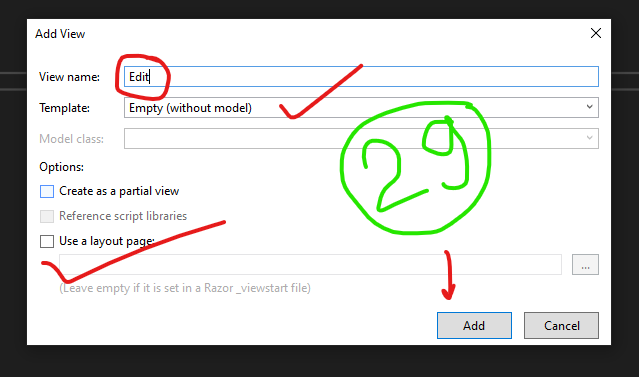 Add View
View name: Edit
Template: Empty (without model)
Model class:
29
Options:
Create as a partial view
Reference script libraries
Use a layout page:
...
(Leave empty if it is set in a Razor _viewstart file)
Add Cancel